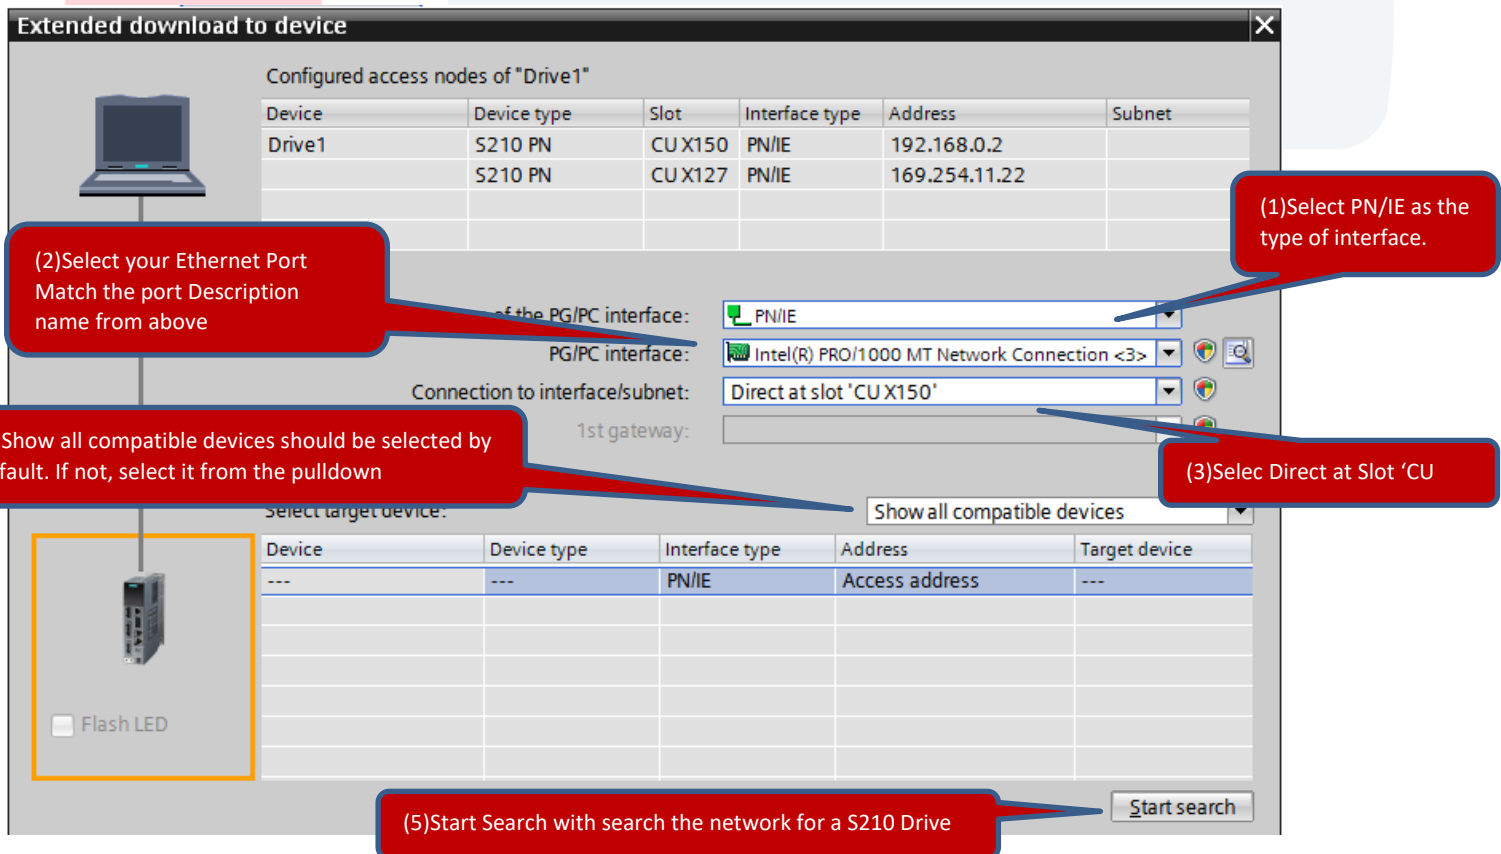 Extended download to device
Configured access nodes of "Drive1"
Device Device type Slot Interface type Address Subnet
Drive1 S210 PN CU X150 PN/IE 192.168.0.2
S210 PN CU X127 PN/IE 169.254.11.22
(1)Select PN/IE as the
type of interface.
(2)Select your Ethernet Port
Match the port Description
name from above
of the PG/PC interface: PN/IE
PG/PC interface: Intel(R) PRO/1000 MT Network Connection <3>
Connection to interface/subnet: Direct at slot 'CU X150'
1st gateway:
Show all compatible devices should be selected by
fault. If not, select it from the pulldown
(3)Selec Direct at Slot ‘CU
Select target device: Show all compatible devices
Device Device type Interface type Address Target device
--- --- PN/IE Access address ---
Flash LED
Start search
(5)Start Search with search the network for a S210 Drive